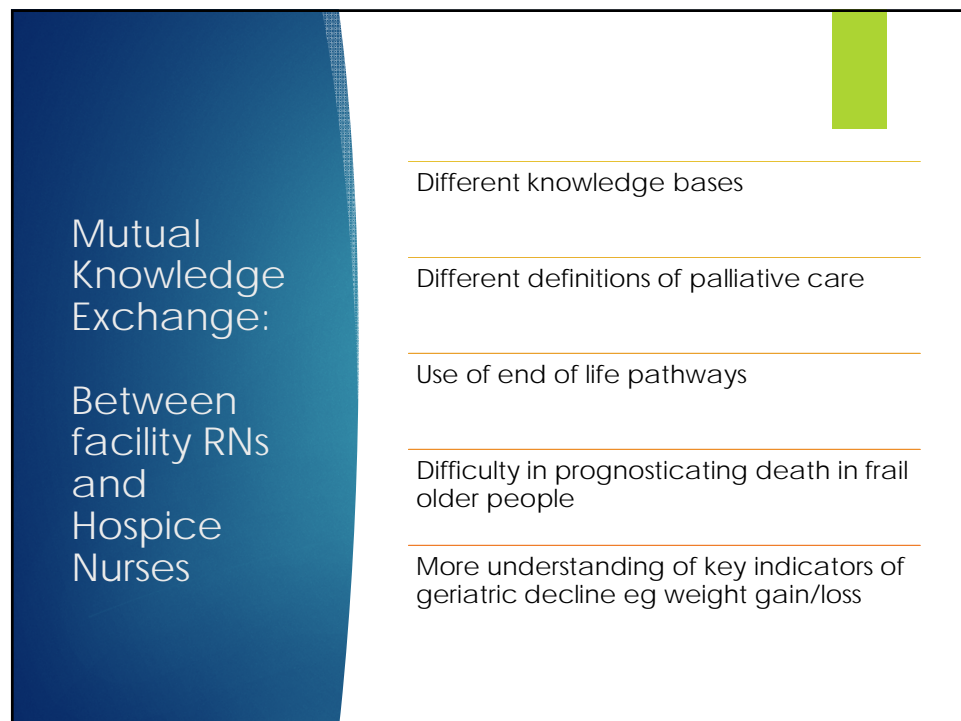 Mutual
Knowledge
Exchange:
Between
facility RNs
and
Hospice
Nurses
Different knowledge bases
Different definitions of palliative care
Use of end of life pathways
Difficulty in prognosticating death in frail
older people
More understanding of key indicators of
geriatric decline eg weight gain/loss